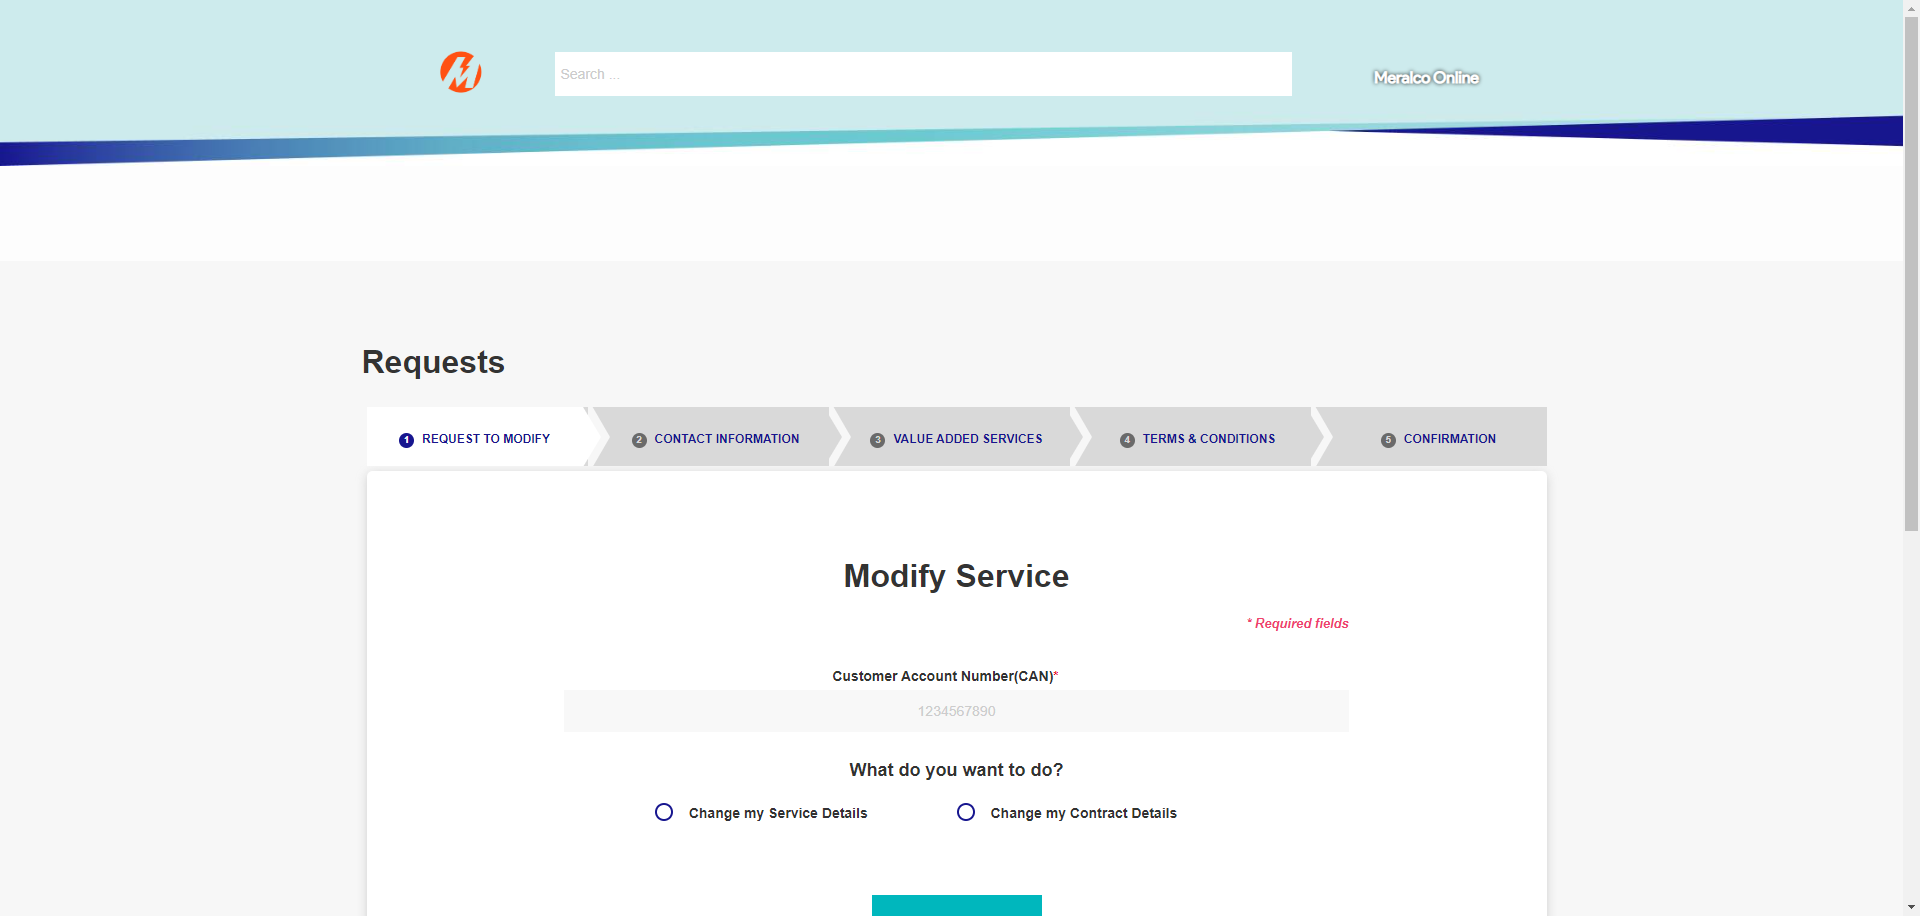 Search ...
Meralco Online
Requests
1 REQUEST TO MODIFY
2 CONTACT INFORMATION
3 VALUE ADDED SERVICES
4 TERMS & CONDITIONS
5 CONFIRMATION
Modify Service
* Required fields
Customer Account Number(CAN)*
1234567890
What do you want to do?
Change my Service Details
Change my Contract Details